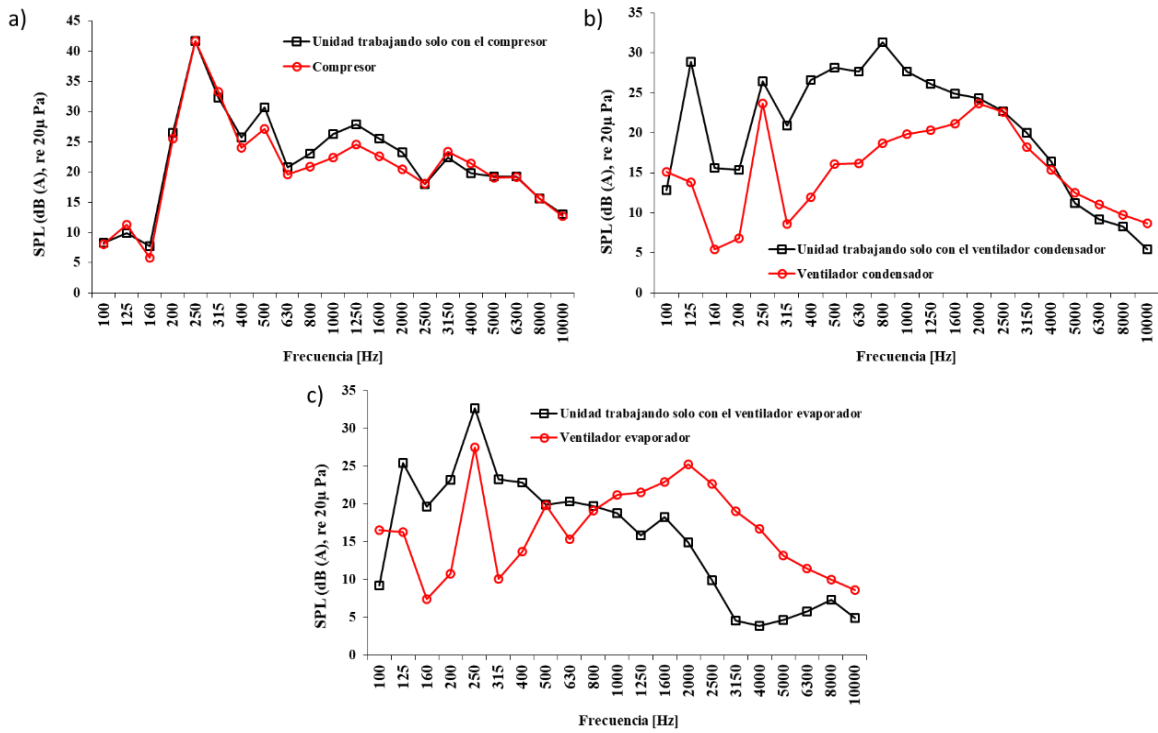 a)
45
40
35
30
25
20
15
10
5
0
SPL (dB (A), re 20μ Pa)
Unidad trabajando solo con el compresor
Compresor
100 125 160 200 250 315 400 500 630 800 1000 1250 1600 2000 2500 3150 4000 5000 6300 8000 10000
Frecuencia [Hz]
b)
35
30
25
20
15
10
5
0
SPL (dB (A), re 20μ Pa)
Unidad trabajando solo con el ventilador condensador
Ventilador condensador
100 125 160 200 250 315 400 500 630 800 1000 1250 1600 2000 2500 3150 4000 5000 6300 8000 10000
Frecuencia [Hz]
c)
35
30
25
20
15
10
5
0
SPL (dB (A), re 20μ Pa)
Unidad trabajando solo con el ventilador evaporador
Ventilador evaporador
100 125 160 200 250 315 400 500 630 800 1000 1250 1600 2000 2500 3150 4000 5000 6300 8000 10000
Frecuencia [Hz]